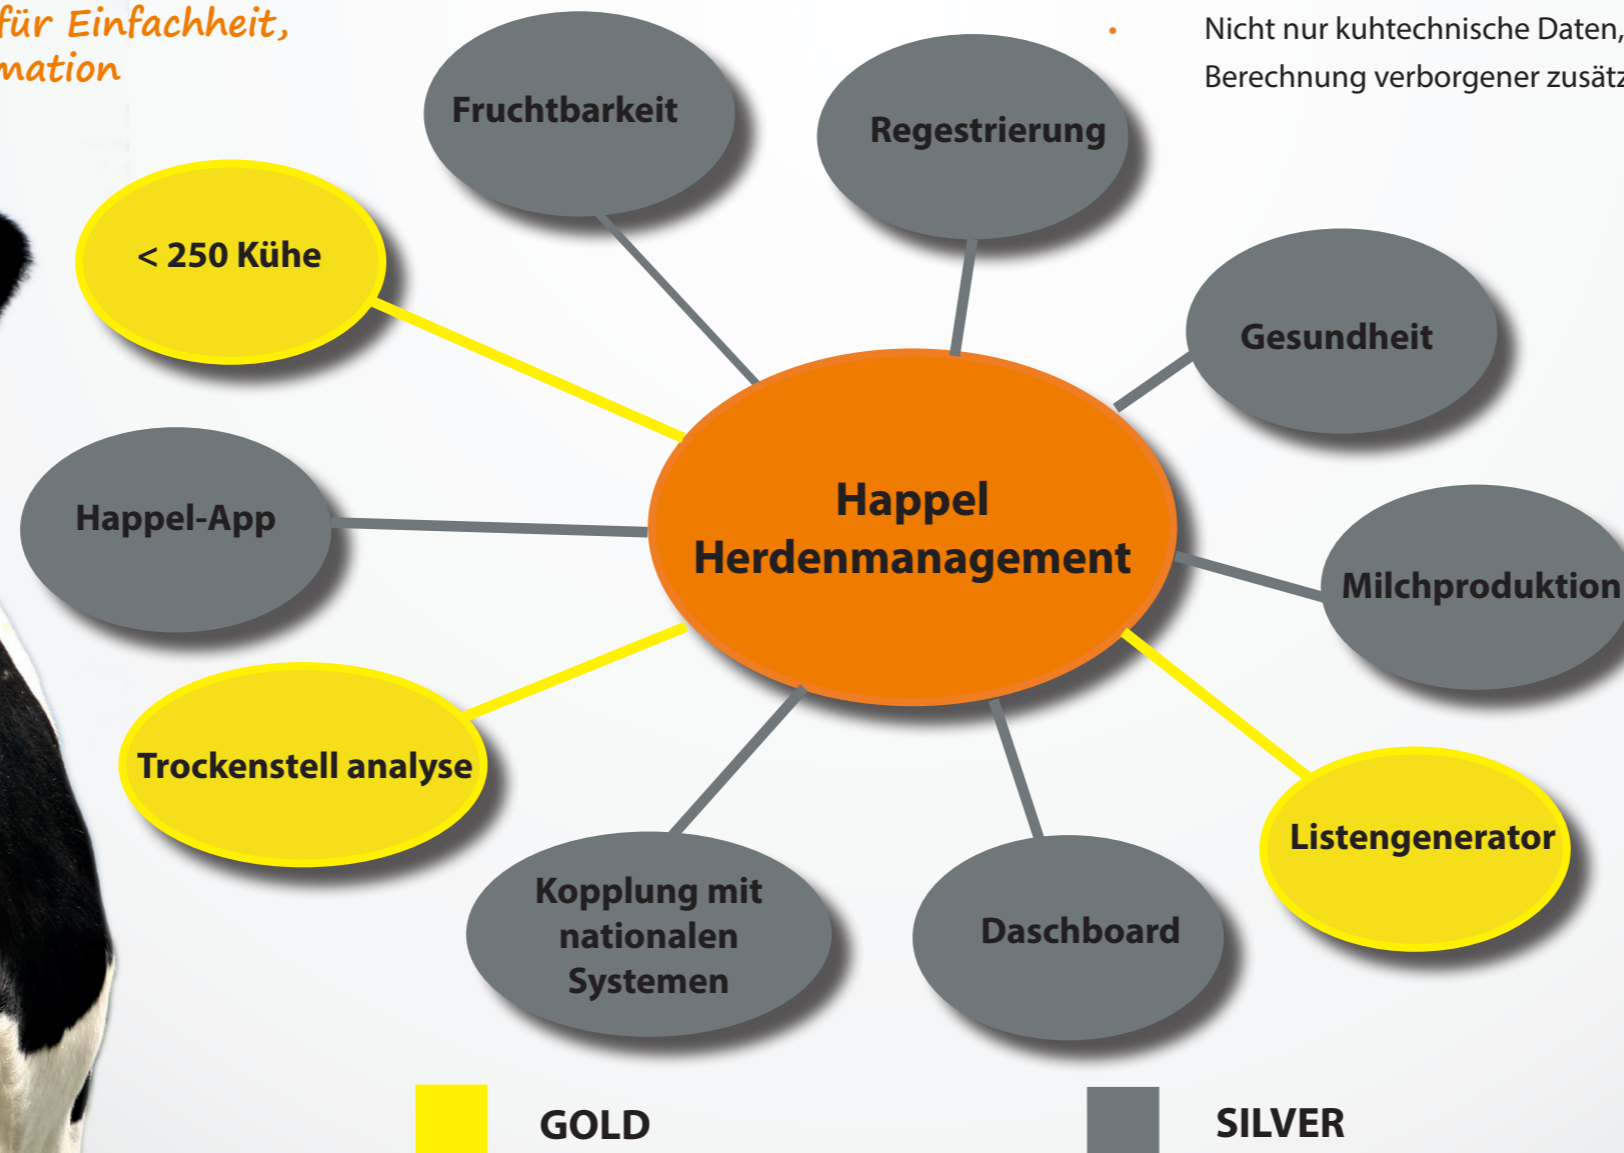 für Einfachheit,
mation
Nicht nur kuhtechnische Daten,
Berechnung verborgener zusätz
Fruchtbarkeit
Regestrierung
< 250 Kühe
Gesundheit
Happel-App
Happel
Herdenmanagement
Milchproduktion
Trockenstell analyse
Listengenerator
Kopplung mit
nationalen
Systemen
Daschboard
GOLD
SILVER